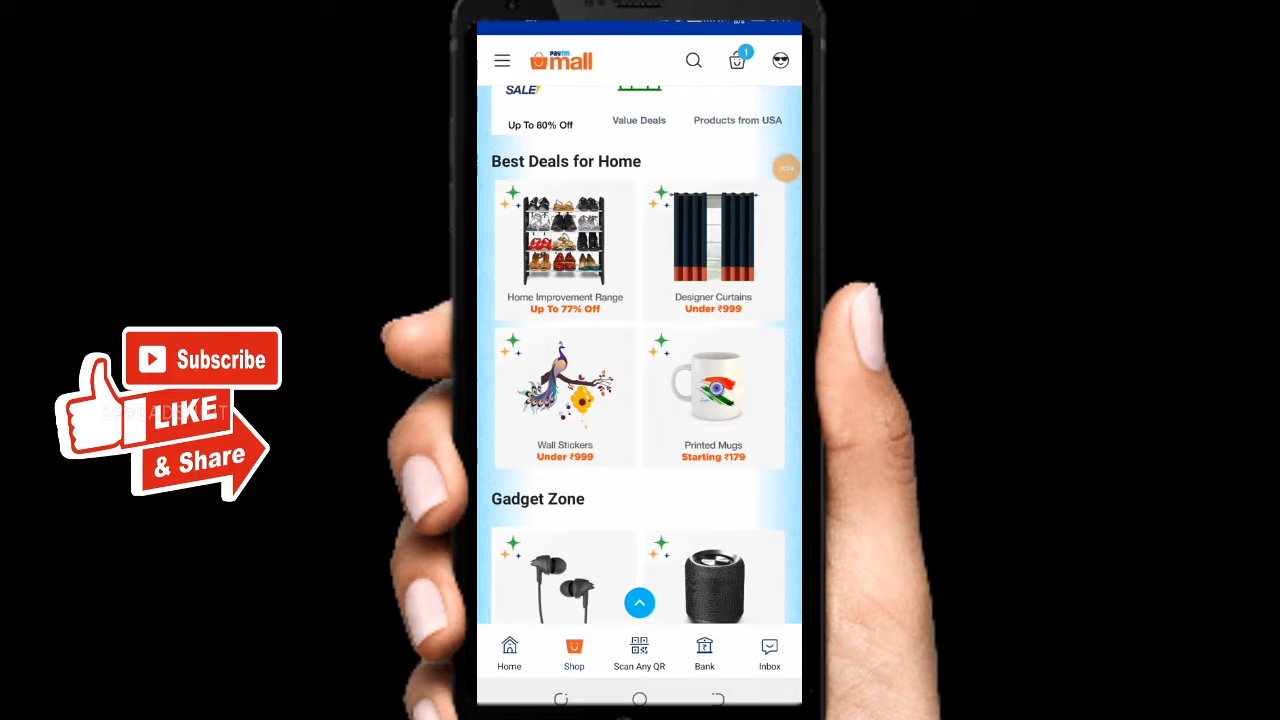 paytm
mall
1
SALE
Up To 80% Off
Value Deals
Products from USA
Best Deals for Home
Home Improvement Range
Up To 77% Off
Designer Curtains
Under ₹999
Wall Stickers
Under ₹999
Printed Mugs
Starting ₹179
Gadget Zone
Home
Shop
Scan Any QR
Bank
Inbox
Subscribe
LIKE
& Share